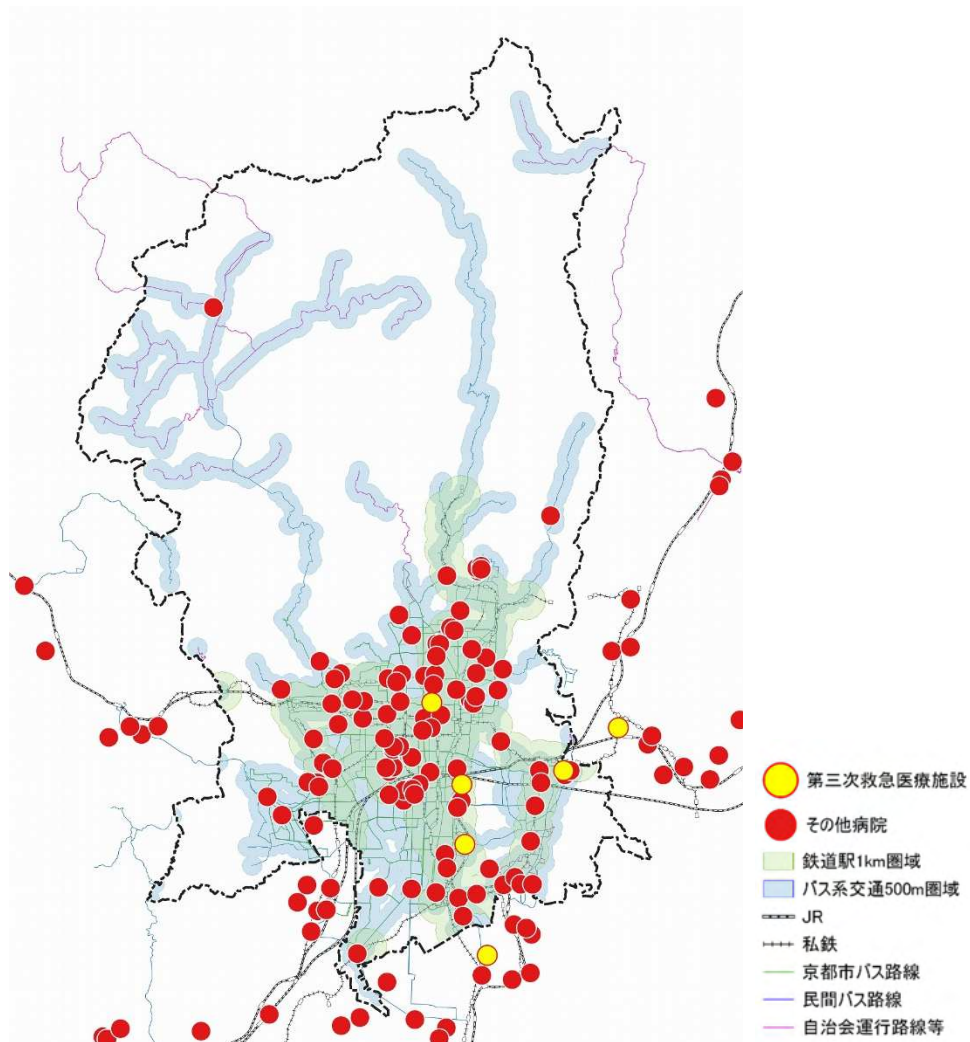 第三次救急医療施設
その他病院
鉄道駅1km圏域
バス系交通500m圏域
JR
私鉄
京都市バス路線
民間バス路線
自治会運行路線等